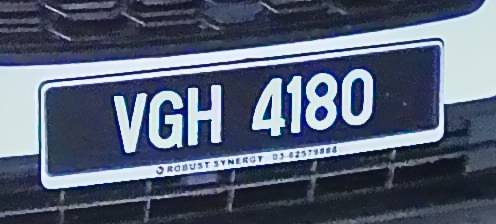 VGH 4180
ROBUST SYNERGY 03-62579888